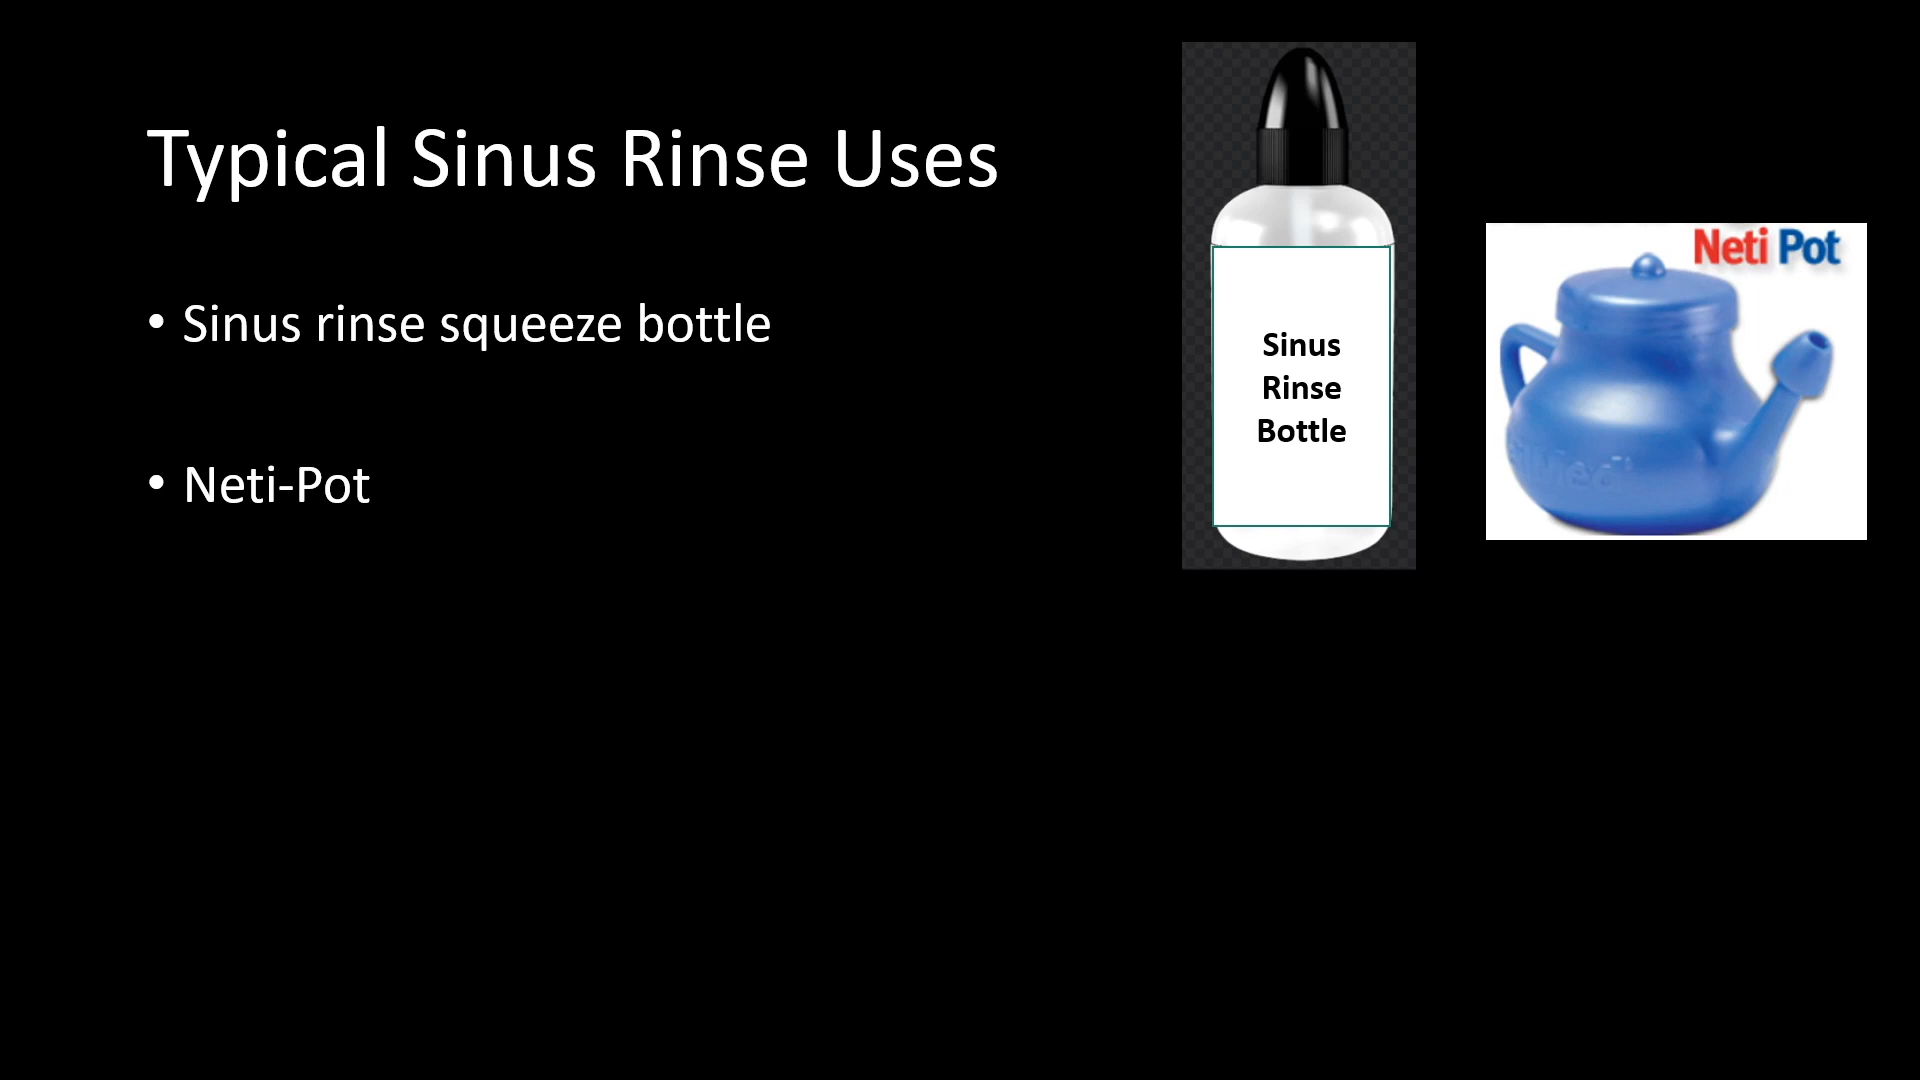 Typical Sinus Rinse Uses
• Sinus rinse squeeze bottle
• Neti-Pot
Sinus
Rinse
Bottle
Neti Pot